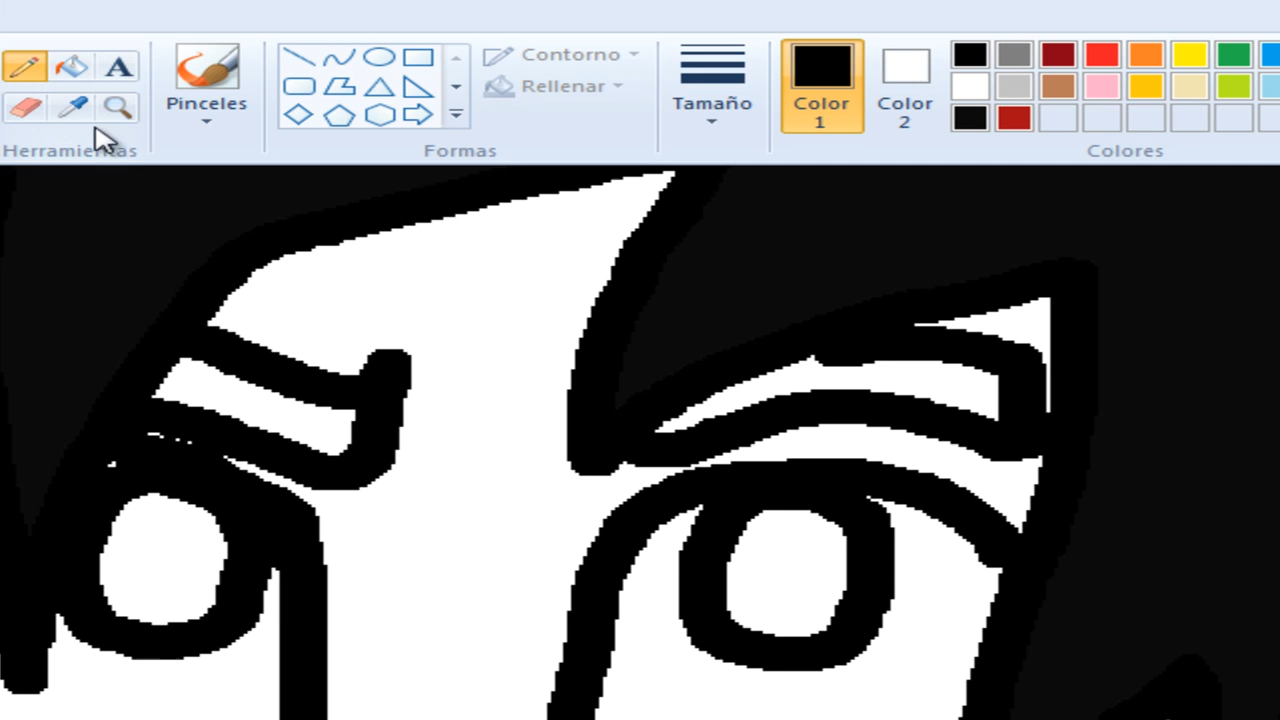 A
Contorno
Rellenar
Pinceles
Tamaño
Color
1
Color
2
Herramientas
Formas
Colores